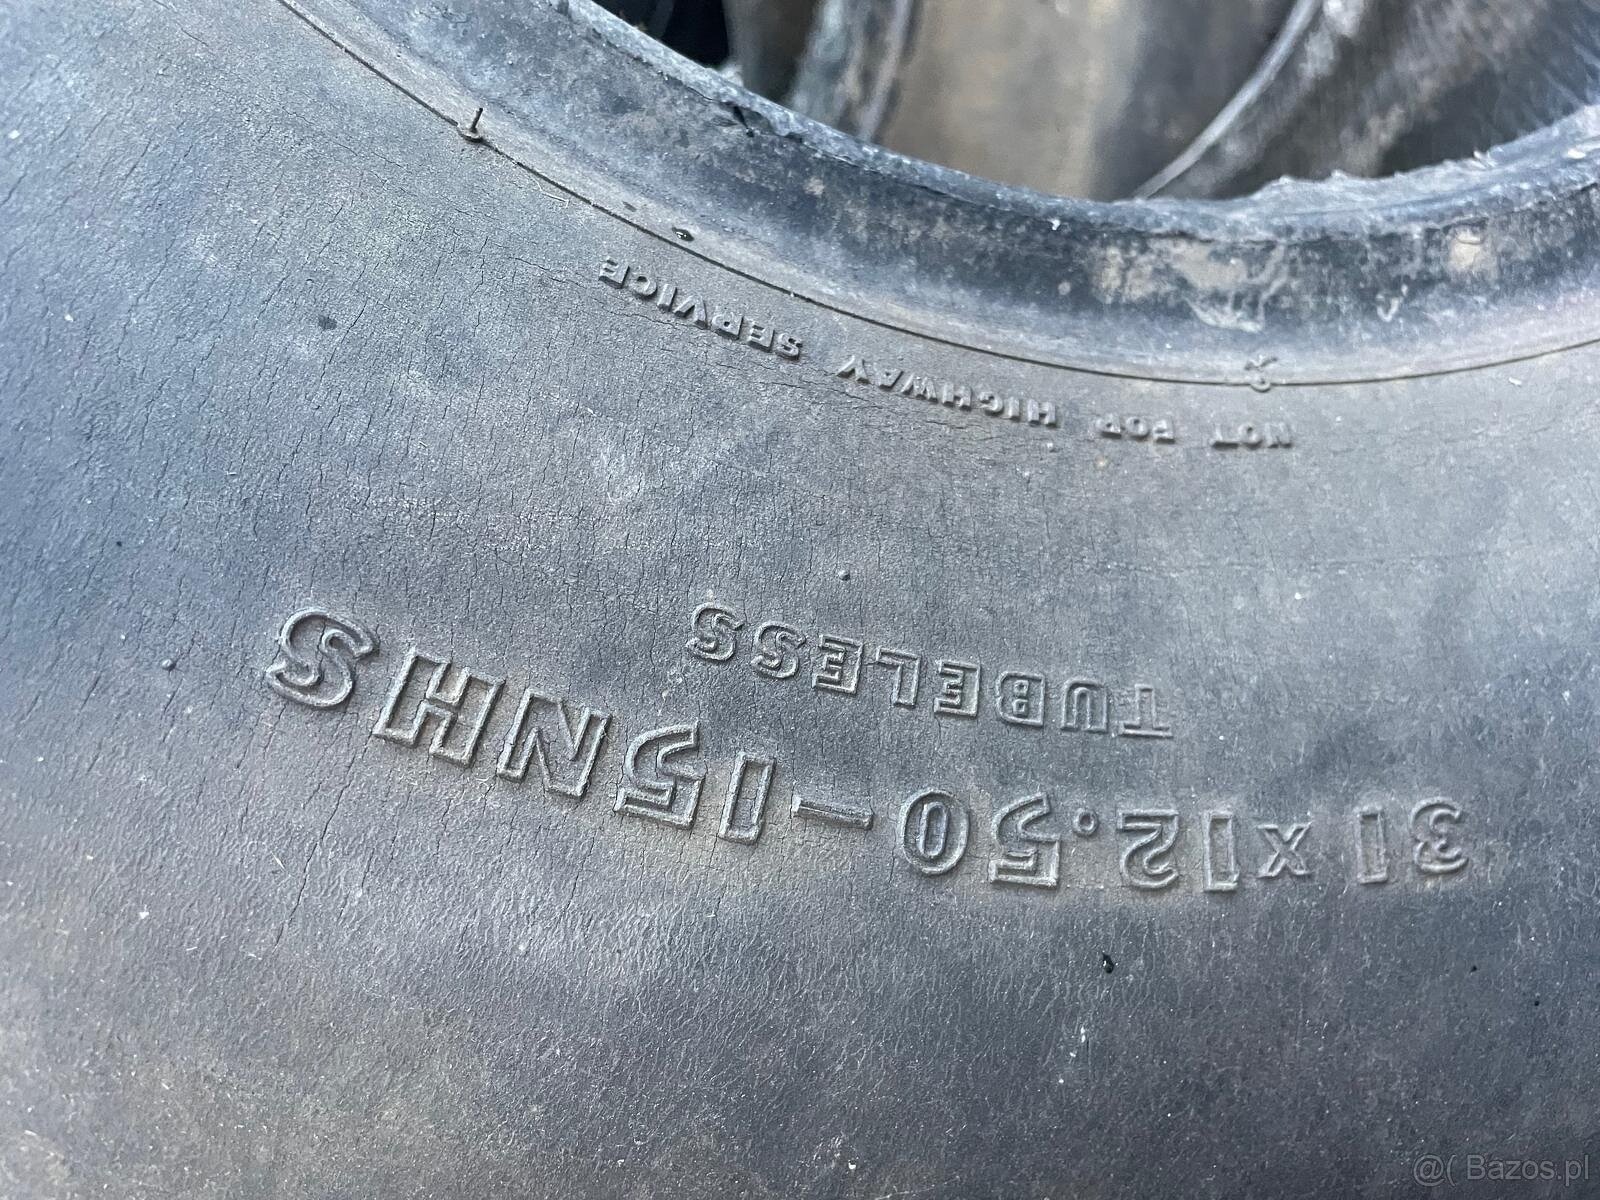 31x12.50-15NHS
TUBELESS
NOT FOR HIGHWAY SERVICE
@( Bazos.pl